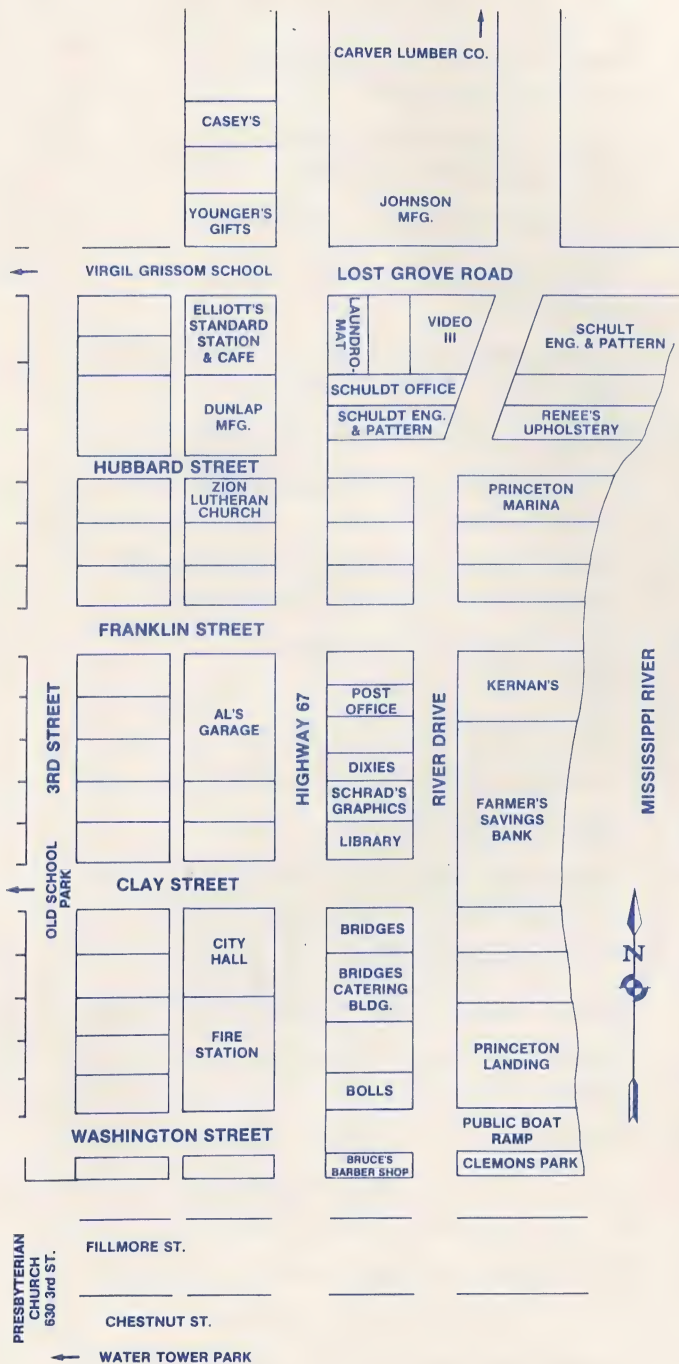 CARVER LUMBER CO.
CASEY'S
YOUNGER'S
GIFTS
JOHNSON
MFG.
VIRGIL GRISSOM SCHOOL
LOST GROVE ROAD
ELLIOTT'S
STANDARD
STATION
& CAFE
LAUNDRO-
MAT
VIDEO
III
SCHULT
ENG. & PATTERN
DUNLAP
MFG.
SCHULDT OFFICE
SCHULDT ENG.
& PATTERN
RENEE'S
UPHOLSTERY
HUBBARD STREET
ZION
LUTHERAN
CHURCH
PRINCETON
MARINA
FRANKLIN STREET
3RD STREET
AL'S
GARAGE
HIGHWAY 67
POST
OFFICE
DIXIES
SCHRAD'S
GRAPHICS
LIBRARY
RIVER DRIVE
KERNAN'S
FARMER'S
SAVINGS
BANK
MISSISSIPPI RIVER
OLD SCHOOL
PARK
CLAY STREET
CITY
HALL
FIRE
STATION
BRIDGES
BRIDGES
CATERING
BLDG.
BOLLS
PRINCETON
LANDING
N
WASHINGTON STREET
PUBLIC BOAT
RAMP
BRUCE'S
BARBER SHOP
CLEMONS PARK
PRESBYTERIAN
CHURCH
630 3rd ST.
FILLMORE ST.
CHESTNUT ST.
WATER TOWER PARK